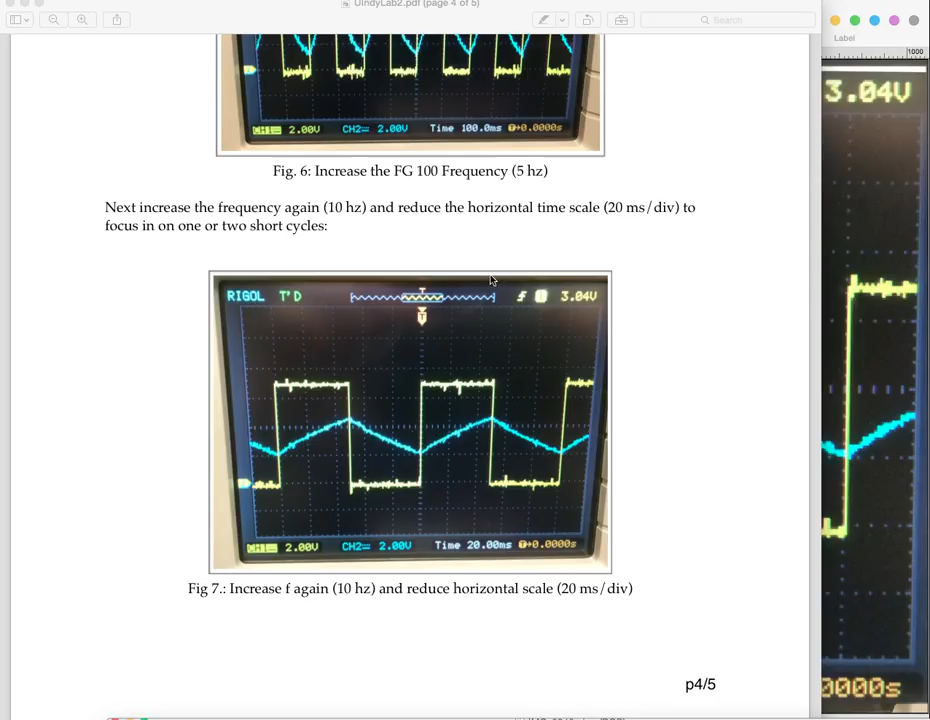 UIndyLab2.pdf (page 4 of 5)
Search
Label
1000
CH1 2.00V CH2= 2.00V Time 100.0ms T→0.0000s
Fig. 6: Increase the FG 100 Frequency (5 hz)
Next increase the frequency again (10 hz) and reduce the horizontal time scale (20 ms/div) to
focus in on one or two short cycles:
RIGOL T'D 3.04V
T
T
CH1 2.00V CH2= 2.00V Time 20.00ms T→0.0000s
Fig 7.: Increase f again (10 hz) and reduce horizontal scale (20 ms/div)
p4/5
3.04V
0000s